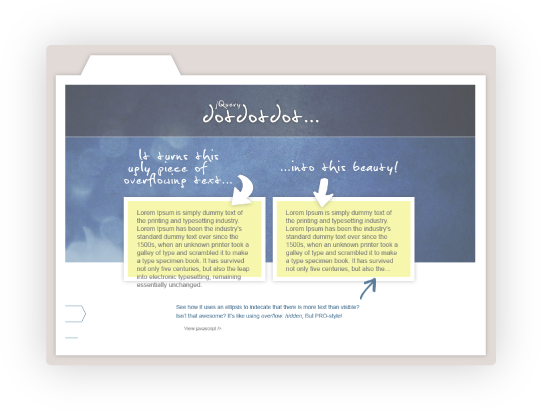 jQuery
dotdotdot...
It turns this
ugly piece of
overflowing text...
...into this beauty!
Lorem Ipsum is simply dummy text of
the printing and typesetting industry.
Lorem Ipsum has been the industry's
standard dummy text ever since the
1500s, when an unknown printer took a
galley of type and scrambled it to make
a type specimen book. It has survived
not only five centuries, but also the leap
into electronic typesetting, remaining
essentially unchanged.
Lorem Ipsum is simply dummy text of
the printing and typesetting industry.
Lorem Ipsum has been the industry's
standard dummy text ever since the
1500s, when an unknown printer took a
galley of type and scrambled it to make
a type specimen book. It has survived
not only five centuries, but also the...
See how it uses an ellipsis to indecate that there is more text than visible?
Isn't that awesome? It's like using overflow: hidden, but PRO-style!
View javascript >